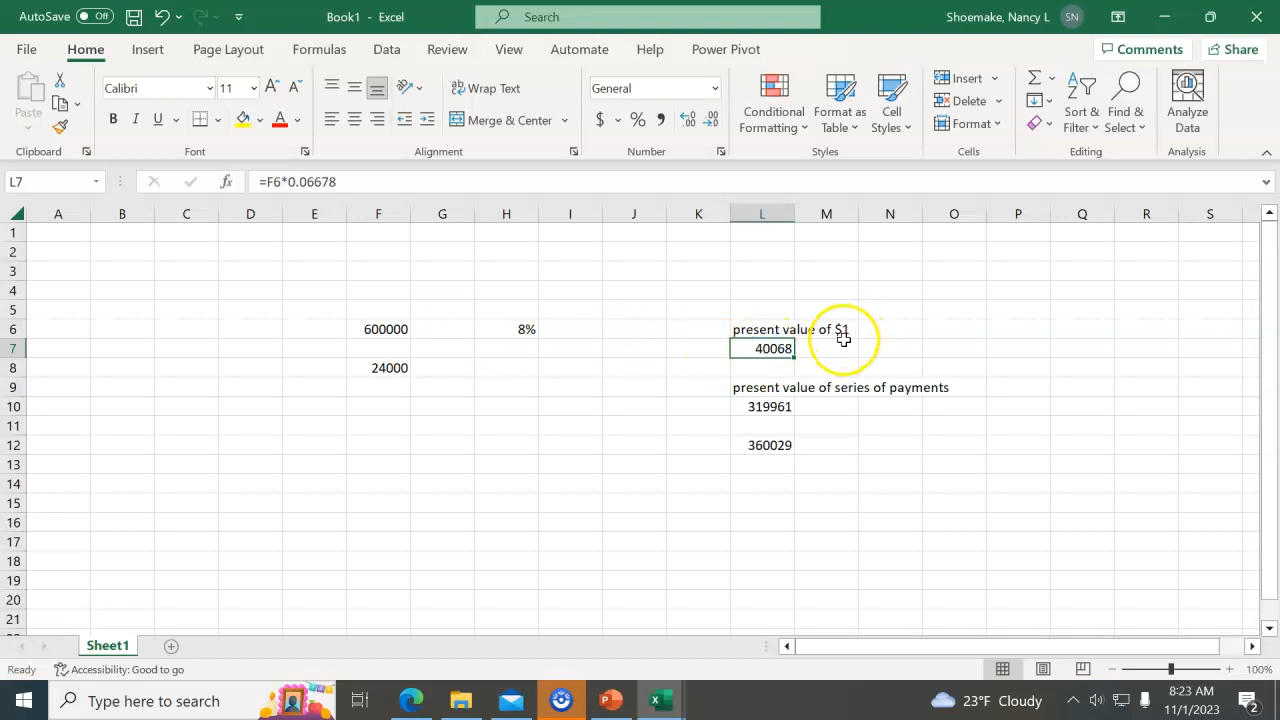 AutoSave Off Book1 - Excel Search Shoemake, Nancy L SN
File Home Insert Page Layout Formulas Data Review View Automate Help Power Pivot Comments Share
Paste Calibri 11 Wrap Text Merge & Center General Conditional Formatting Format as Table Cell Styles Insert Delete Format Sort & Filter Find & Select Analyze Data
Clipboard Font Alignment Number Styles Cells Editing Analysis
L7 =F6*0.06678
A B C D E F G H I J K L M N O P Q R S
1
2
3
4
5
6 600000 8% present value of $1
7 40068
8 24000
9 present value of series of payments
10 319961
11
12 360029
13
14
15
16
17
18
19
20
21
Sheet1
Ready Accessibility: Good to go 100%
Type here to search 23°F Cloudy 8:23 AM
11/1/2023 2